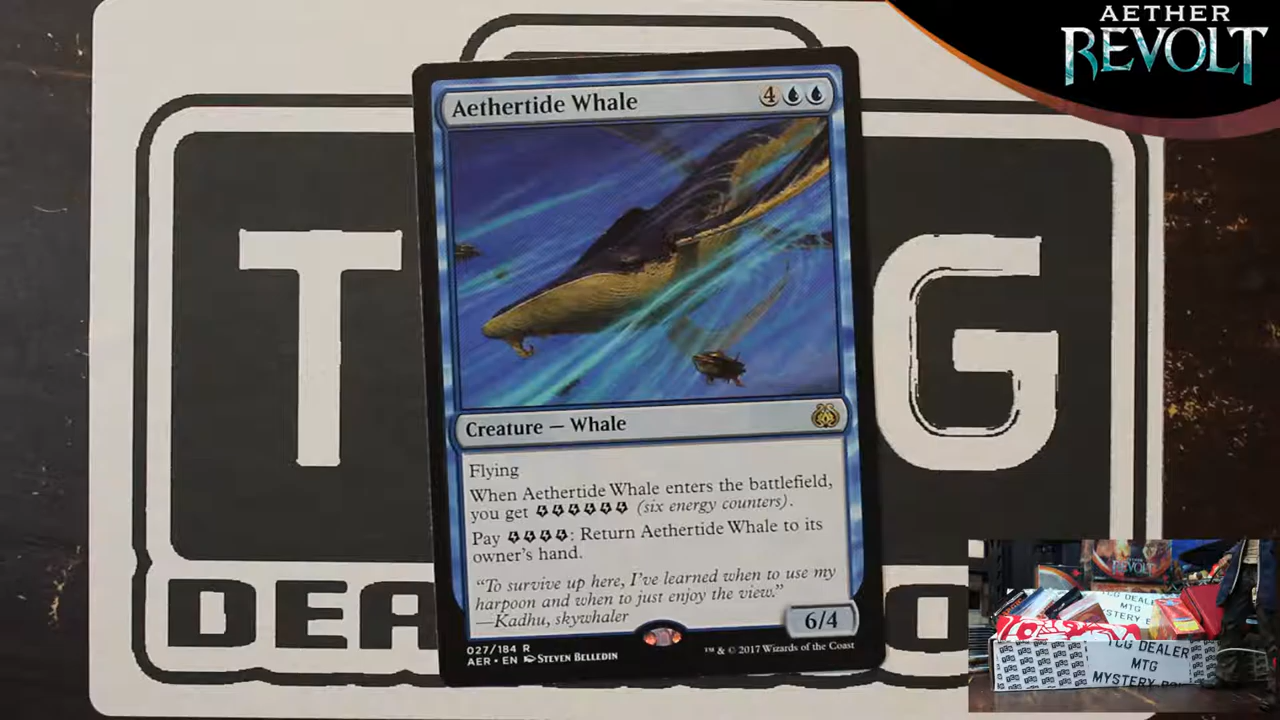 AETHER
REVOLT
Aethertide Whale
4
T
G
Creature — Whale
Flying
When Aethertide Whale enters the battlefield,
you get (six energy counters).
Pay : Return Aethertide Whale to its
owner's hand.
"To survive up here, I've learned when to use my
harpoon and when to just enjoy the view."
—Kadhu, skywhaler
6/4
027/184 R
AER • EN STEVEN BELLEDIN
™ & © 2017 Wizards of the Coast
DEA
REVOLT
TCG DEALER
MTG
MYSTERY